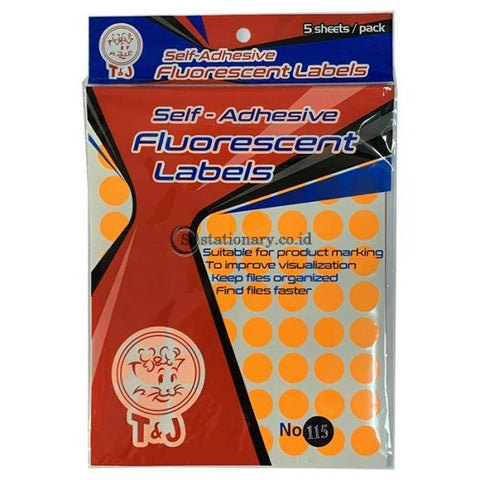 5 sheets / pack
Self-Adhesive
Fluorescent Labels
T&J
Self - Adhesive
Fluorescent
Labels
stationary.co.id
Suitable for product marking
To improve visualization
Keep files organized
Find files faster
T&J
No. 115